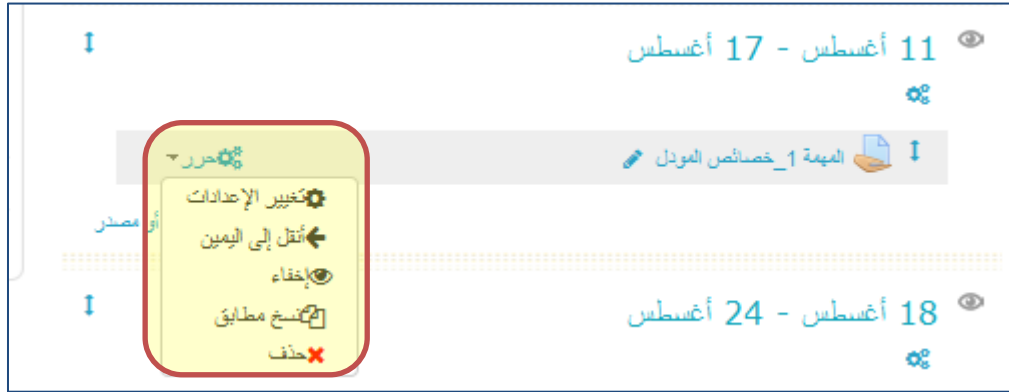 11 أغسطس - 17 أغسطس
المهمة 1_خصائص المودل
حرر
تغيير الإعدادات
أنقل إلى اليمين
أو مصدر
إخفاء
نسخ مطابق
حذف
18 أغسطس - 24 أغسطس